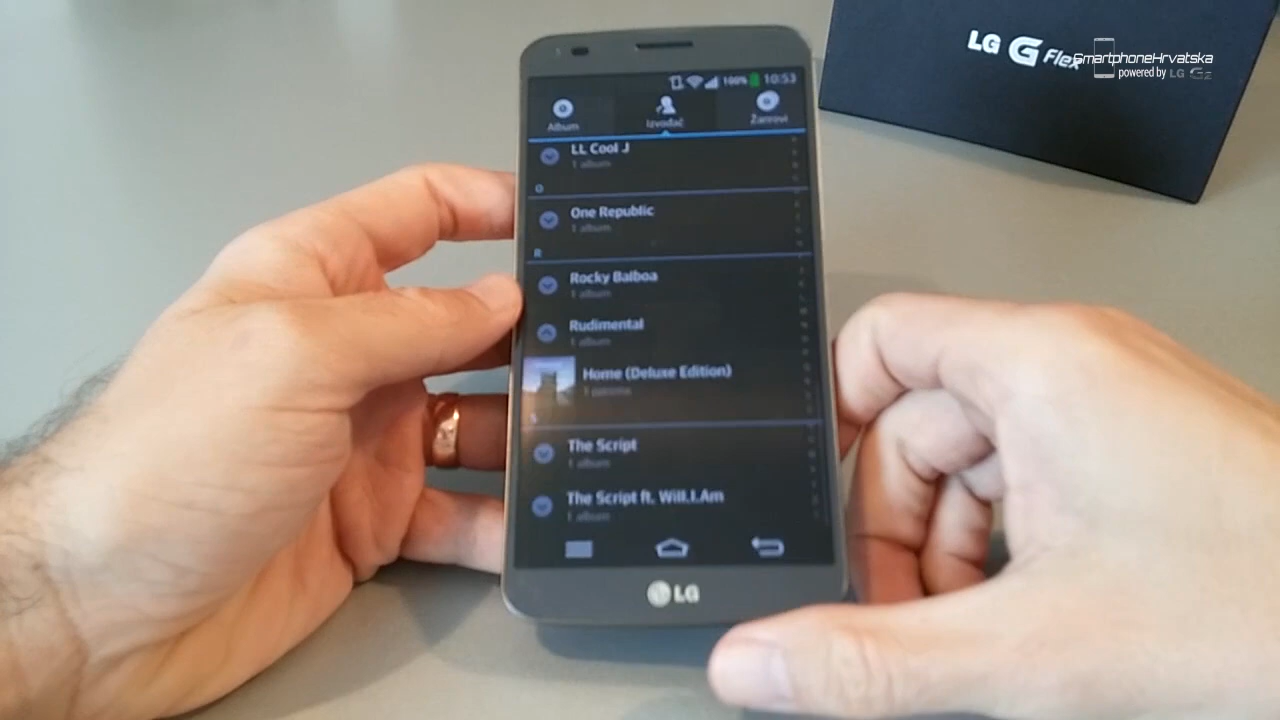 LG G Flex
SmartphoneHrvatska
powered by LG G2
100% 10:53
Album
Izvođač
Žanrovi
LL Cool J
1 album
O
One Republic
1 album
R
Rocky Balboa
1 album
Rudimental
1 album
Home (Deluxe Edition)
1 pjesma
S
The Script
1 album
The Script ft. Will.I.Am
1 album
LG